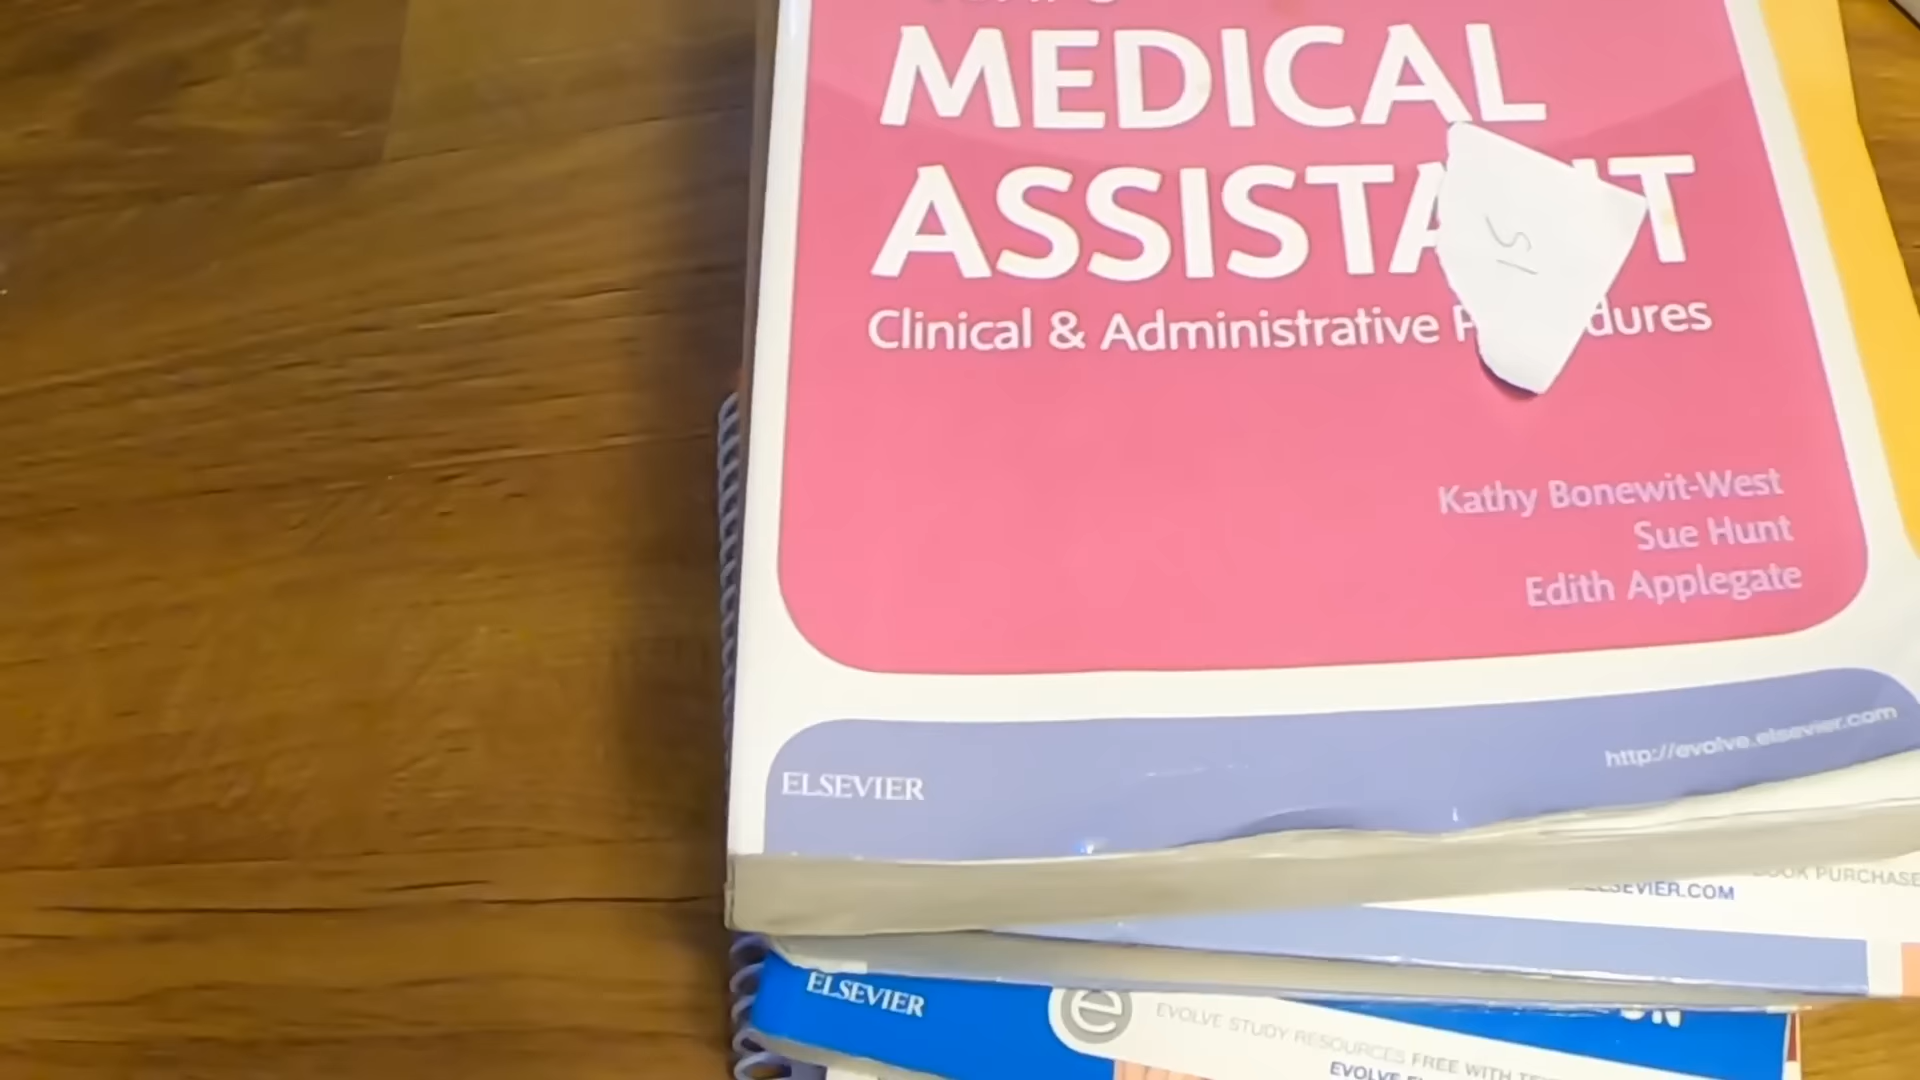 MEDICAL
ASSISTANT
Clinical & Administrative Procedures
Kathy Bonewit-West
Sue Hunt
Edith Applegate
http://evolve.elsevier.com
ELSEVIER
PURCHASE
ELSEVIER.COM
ELSEVIER
e
EVOLVE STUDY RESOURCES FREE WITH